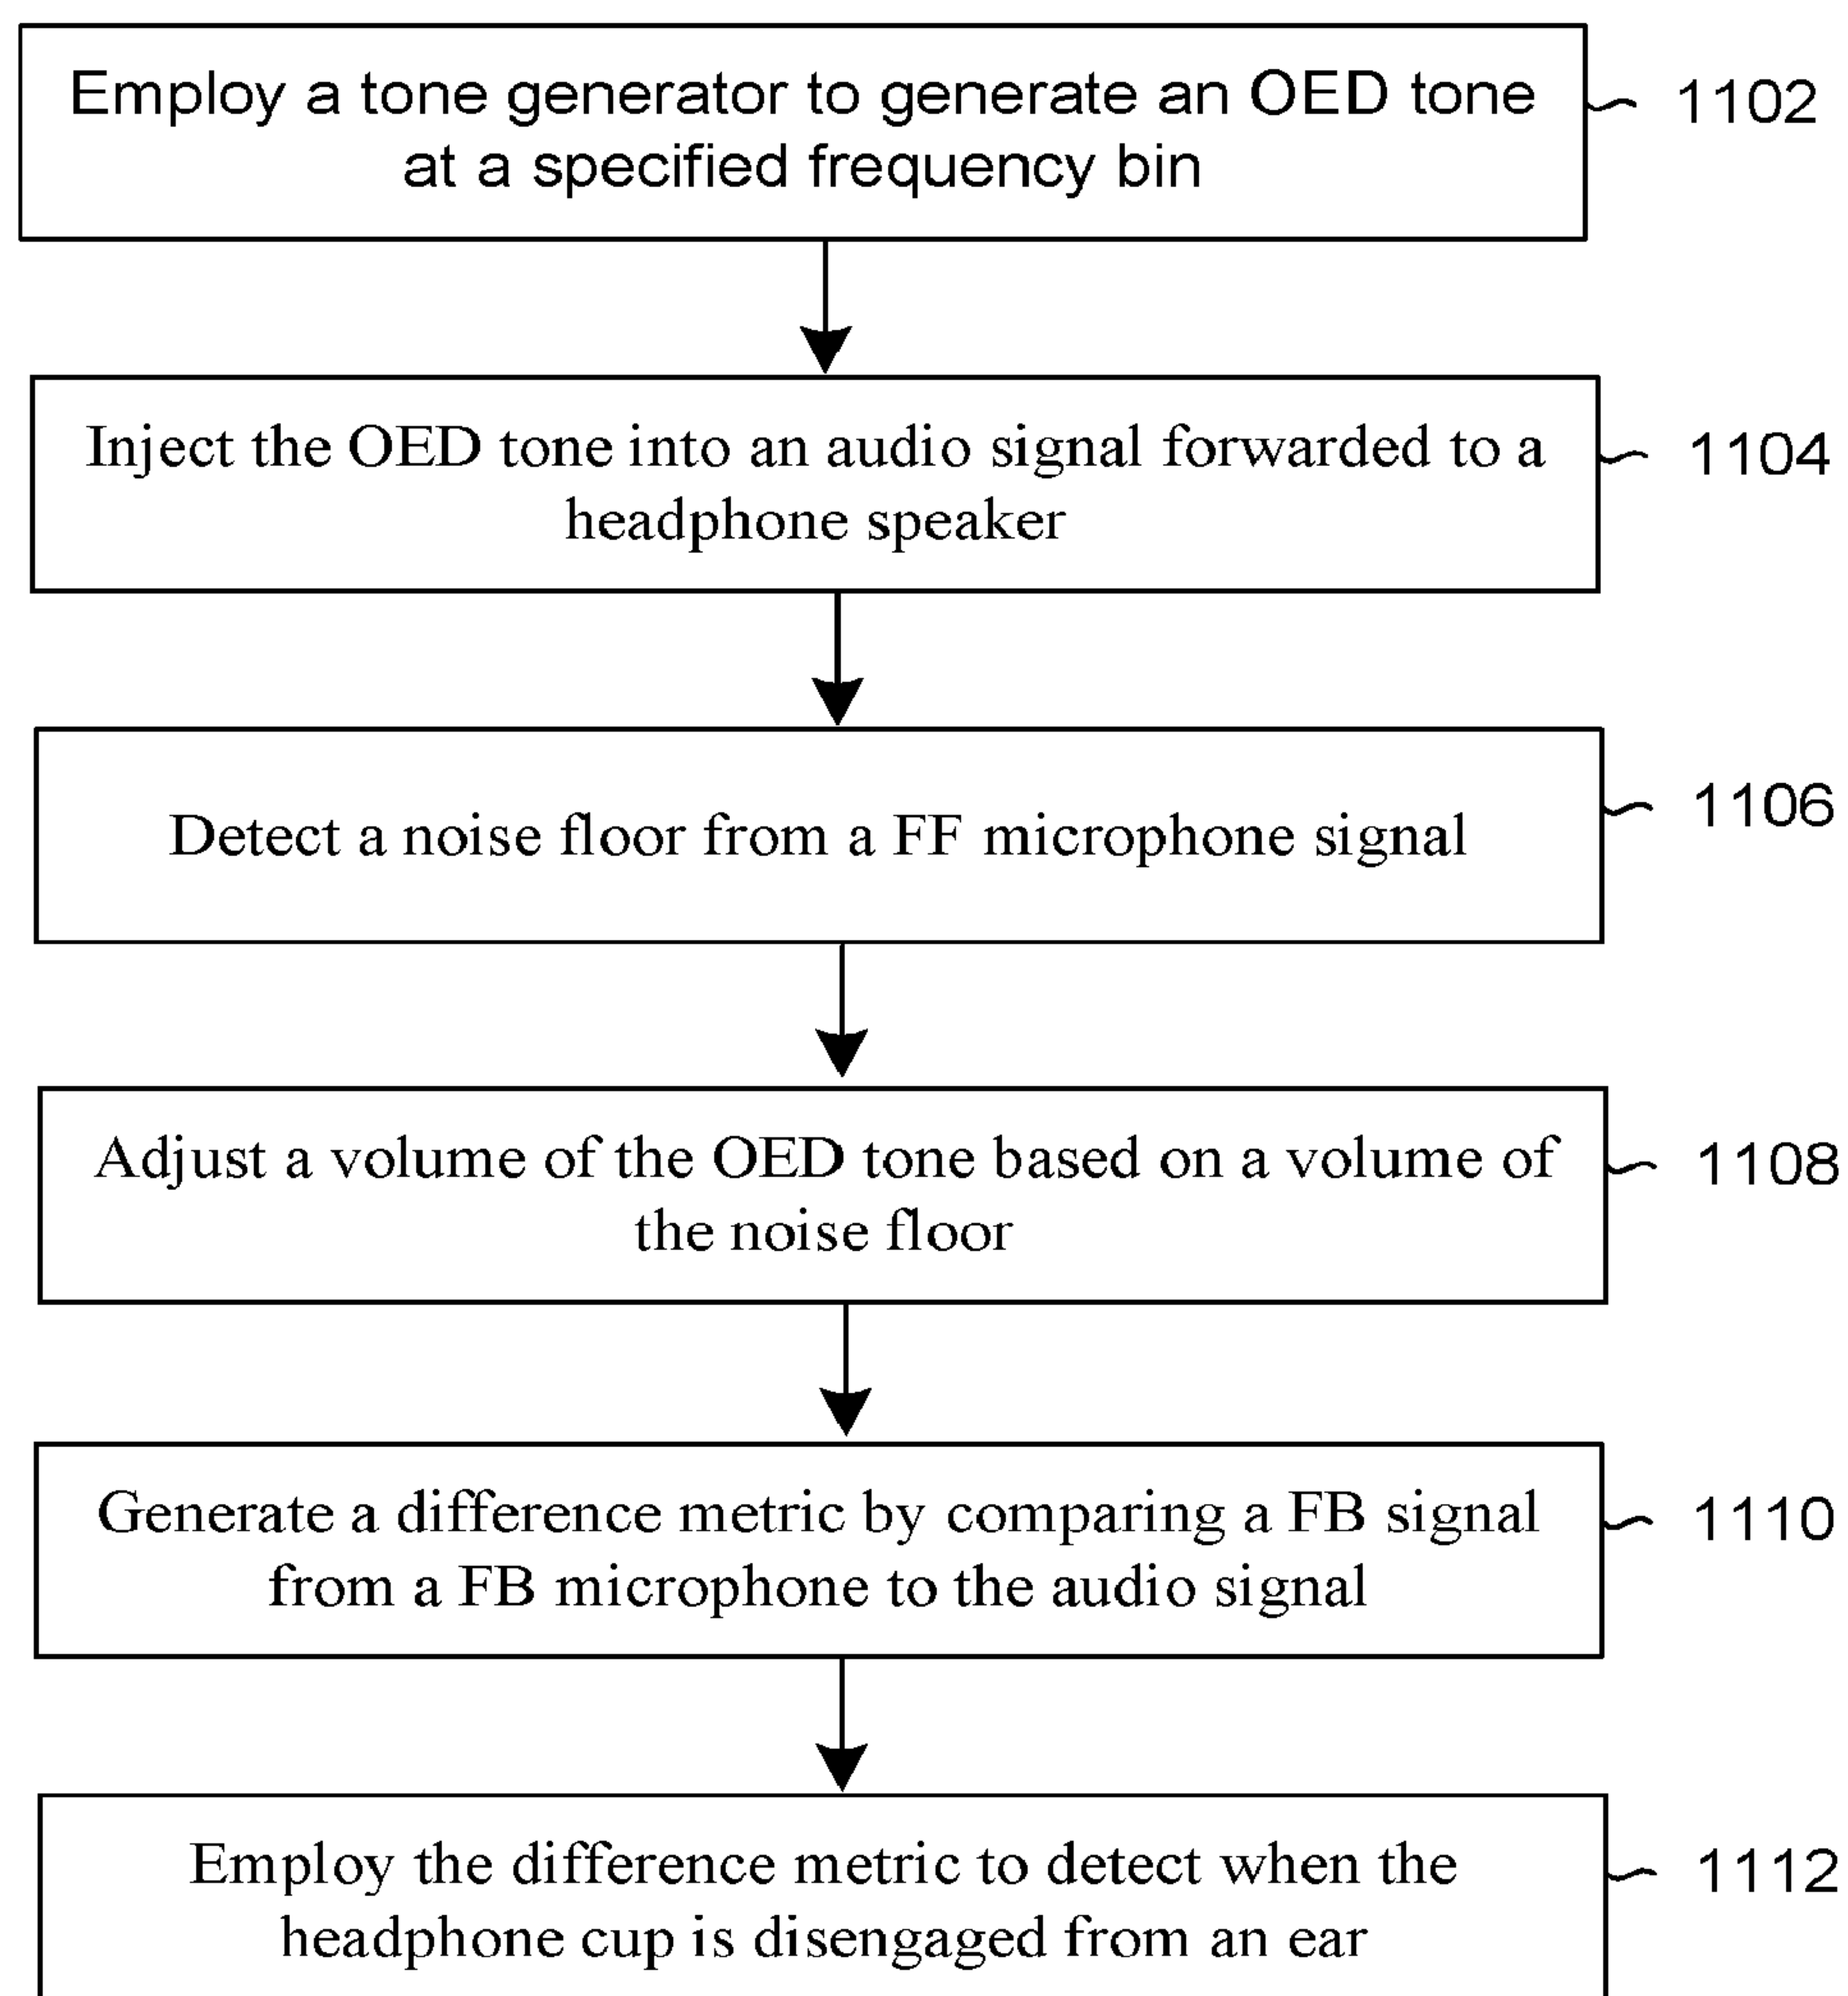 Employ a tone generator to generate an OED tone
at a specified frequency bin
1102
Inject the OED tone into an audio signal forwarded to a
headphone speaker
1104
Detect a noise floor from a FF microphone signal
1106
Adjust a volume of the OED tone based on a volume of
the noise floor
1108
Generate a difference metric by comparing a FB signal
from a FB microphone to the audio signal
1110
Employ the difference metric to detect when the
headphone cup is disengaged from an ear
1112